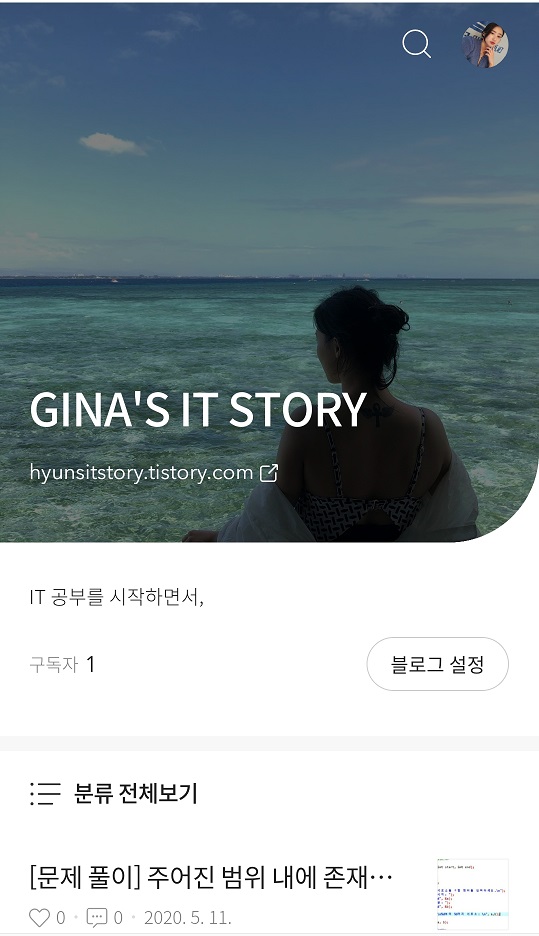 GINA'S IT STORY
hyunsitstory.tistory.com
IT 공부를 시작하면서,
구독자 1
블로그 설정
분류 전체보기
[문제 풀이] 주어진 범위 내에 존재…
0 · 0 · 2020. 5. 11.